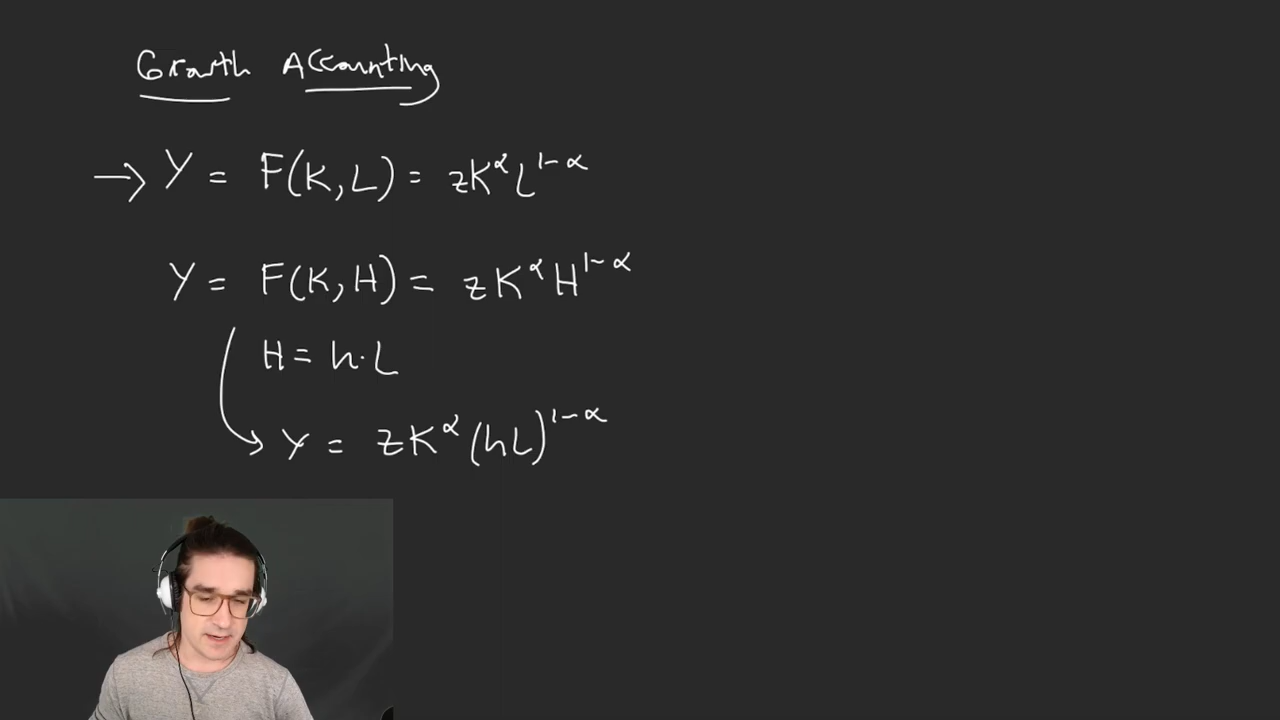 Growth Accounting
→ Y = F(K,L) = zK^α L^{1-α}
Y = F(K,H) = zK^α H^{1-α}
H = h·L
→ Y = zK^α (hL)^{1-α}